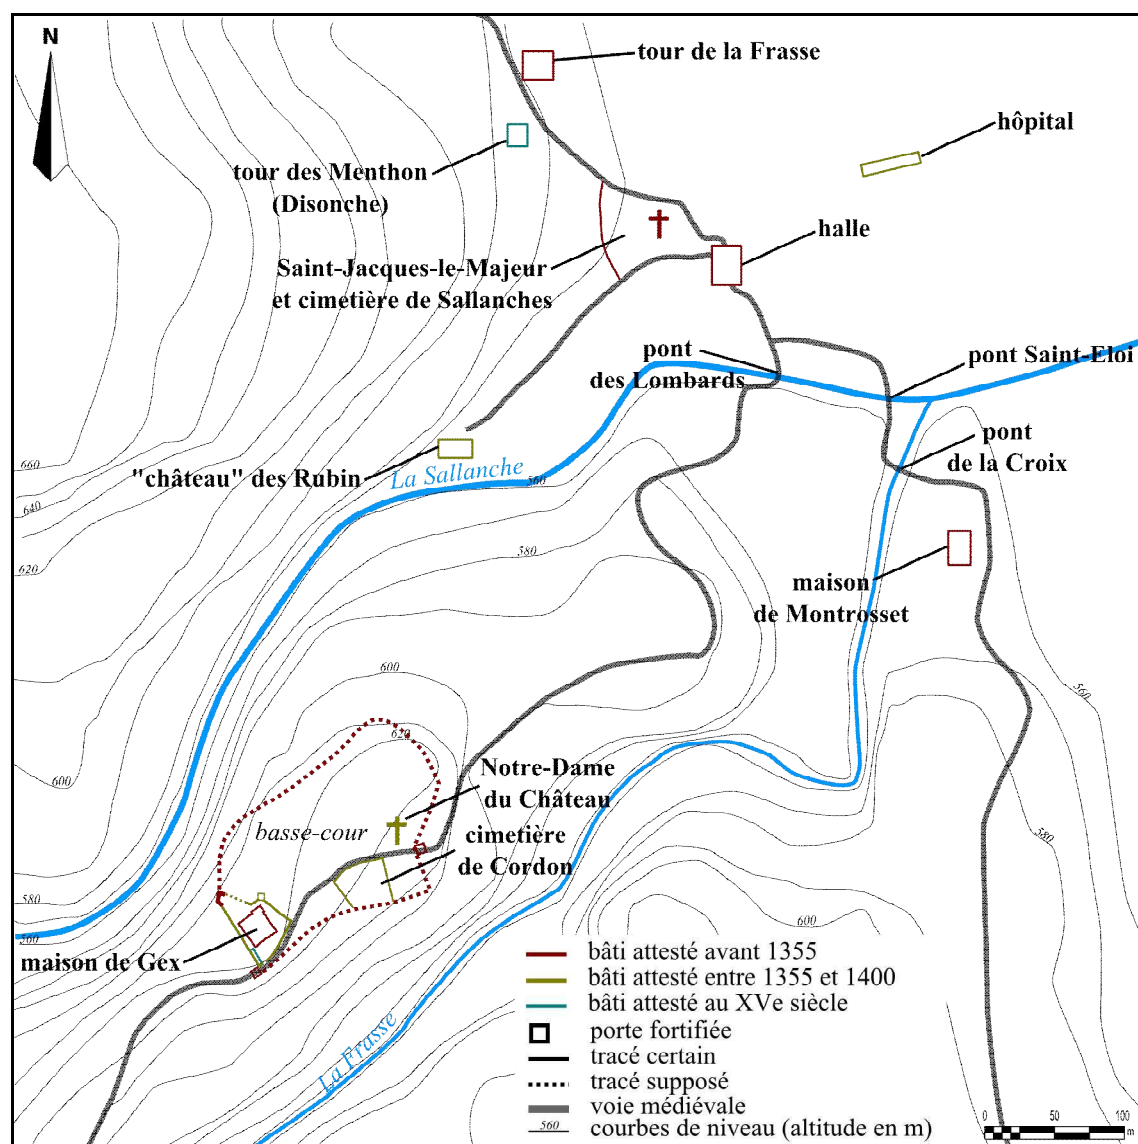 N
tour de la Frasse
hôpital
tour des Menthon
(Disonche)
halle
Saint-Jacques-le-Majeur
et cimetière de Sallanches
pont
des Lombards
pont Saint-Eloi
pont
de la Croix
"château" des Rubin
La Sallanche
660
640
620
560
580
maison
de Montrosset
600
620
560
600
580
Notre-Dame
du Château
basse-cour
cimetière
de Cordon
580
560
maison de Gex
600
La Frasse
bâti attesté avant 1355
bâti attesté entre 1355 et 1400
bâti attesté au XVe siècle
porte fortifiée
tracé certain
tracé supposé
voie médiévale
560 courbes de niveau (altitude en m)
0 50 100
m